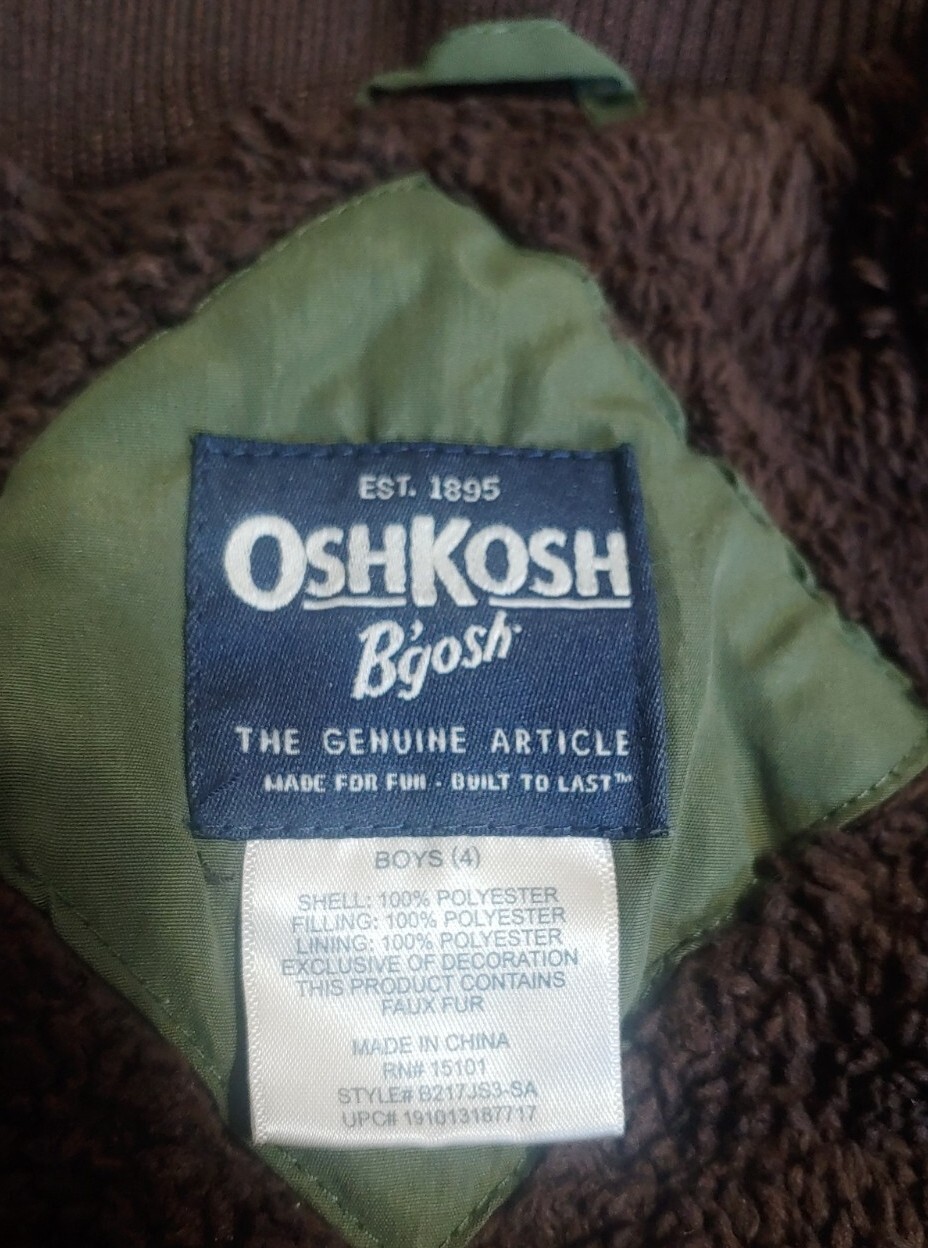 EST. 1895
OSHKOSH
B'gosh
THE GENUINE ARTICLE
MADE FOR FUN - BUILT TO LAST™
BOYS (4)
SHELL: 100% POLYESTER
FILLING: 100% POLYESTER
LINING: 100% POLYESTER
EXCLUSIVE OF DECORATION
THIS PRODUCT CONTAINS
FAUX FUR
MADE IN CHINA
RN# 15101
STYLE# B217JS3-SA
UPC# 191013187717